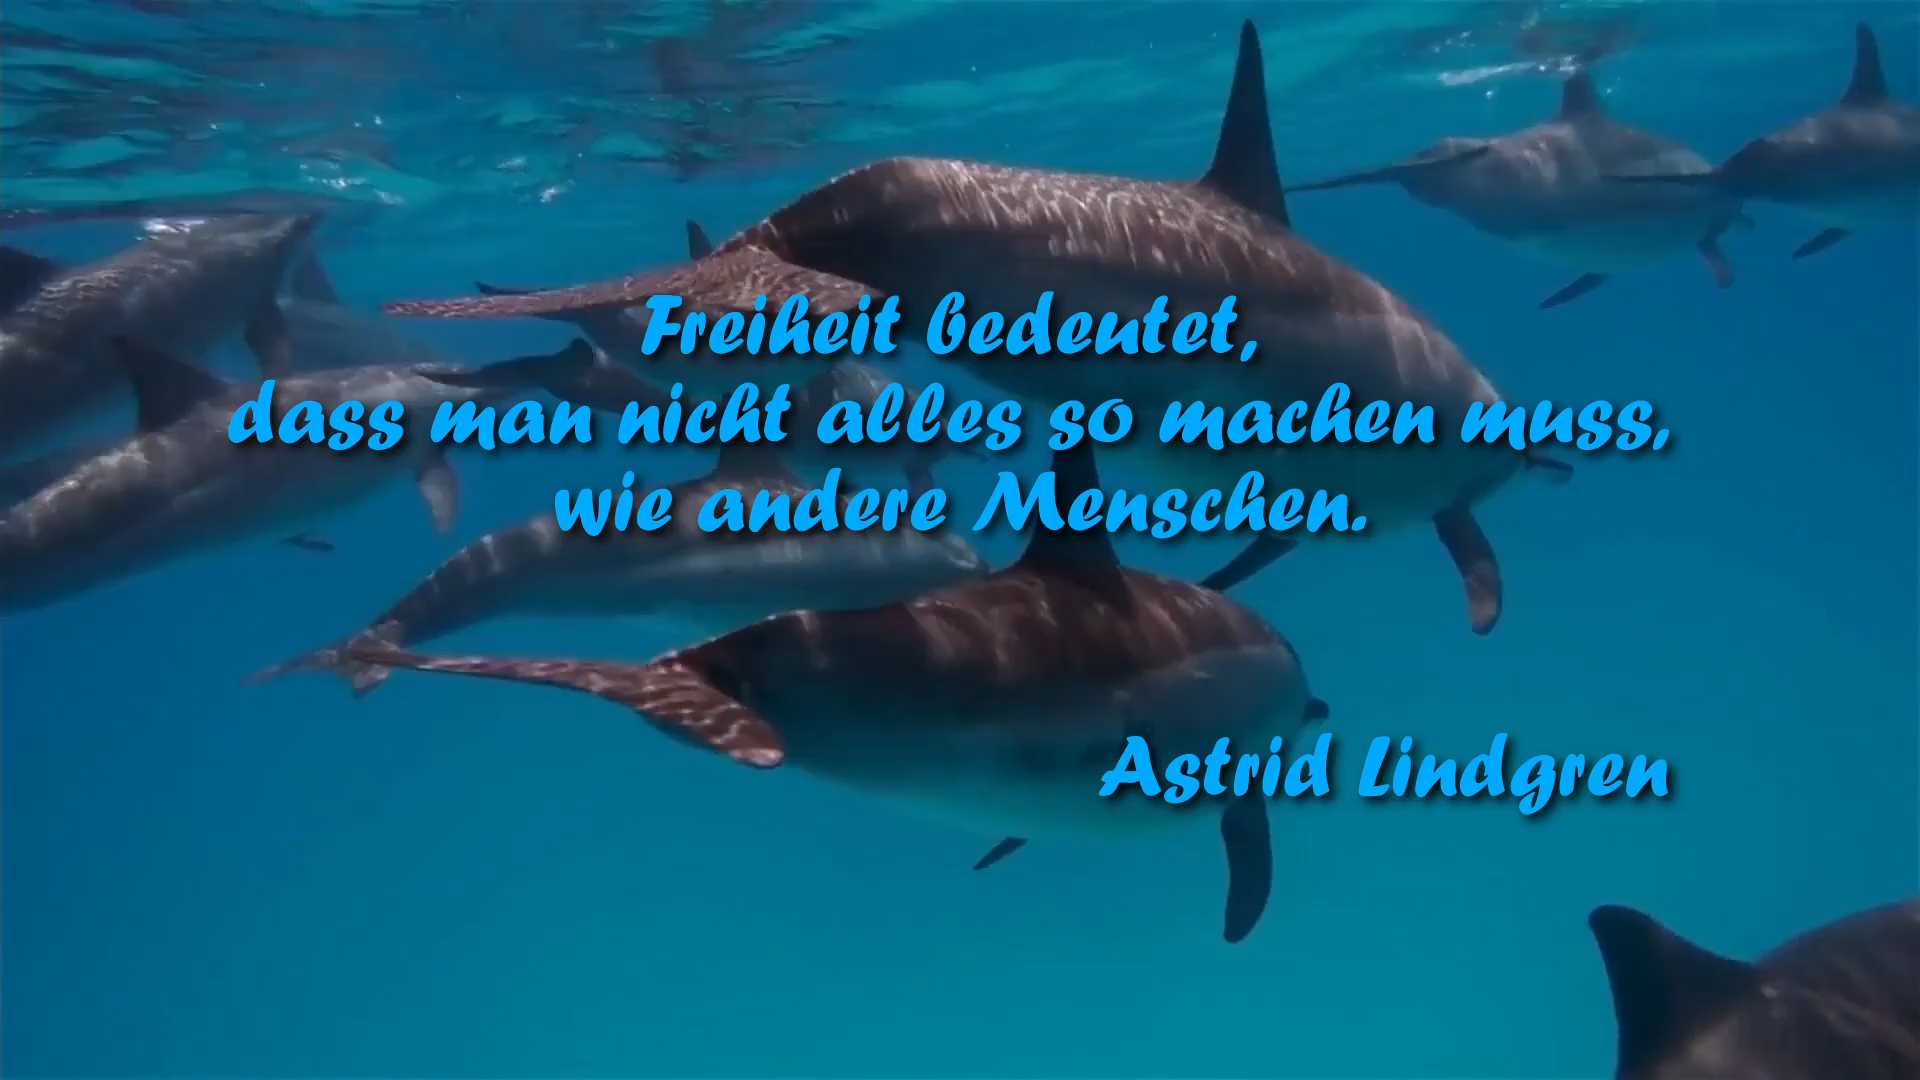 Freiheit bedeutet,
dass man nicht alles so machen muss,
wie andere Menschen.
Astrid Lindgren